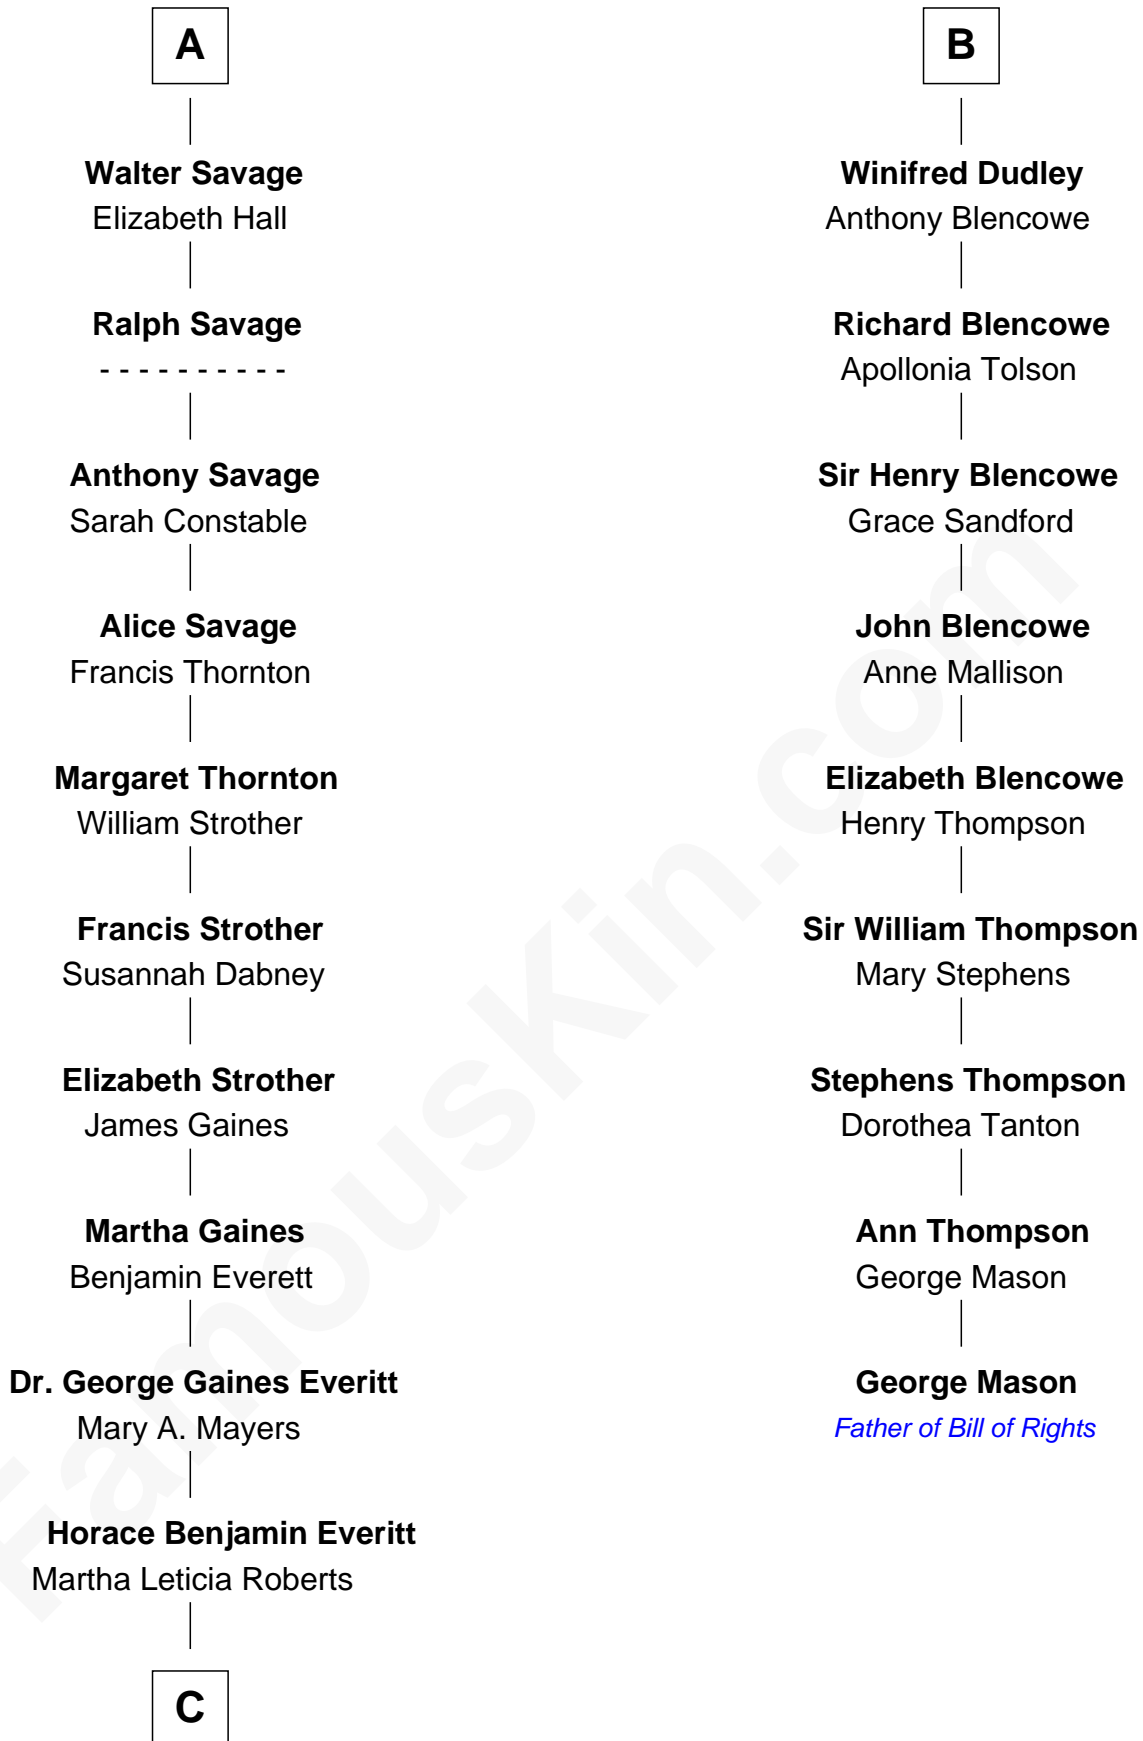 A
Walter Savage
Elizabeth Hall
Ralph Savage
- - - - - - - - - -
Anthony Savage
Sarah Constable
Alice Savage
Francis Thornton
Margaret Thornton
William Strother
Francis Strother
Susannah Dabney
Elizabeth Strother
James Gaines
Martha Gaines
Benjamin Everett
Dr. George Gaines Everitt
Mary A. Mayers
Horace Benjamin Everitt
Martha Leticia Roberts
C
B
Winifred Dudley
Anthony Blencowe
Richard Blencowe
Apollonia Tolson
Sir Henry Blencowe
Grace Sandford
John Blencowe
Anne Mallison
Elizabeth Blencowe
Henry Thompson
Sir William Thompson
Mary Stephens
Stephens Thompson
Dorothea Tanton
Ann Thompson
George Mason
George Mason
Father of Bill of Rights
FamousKin.com